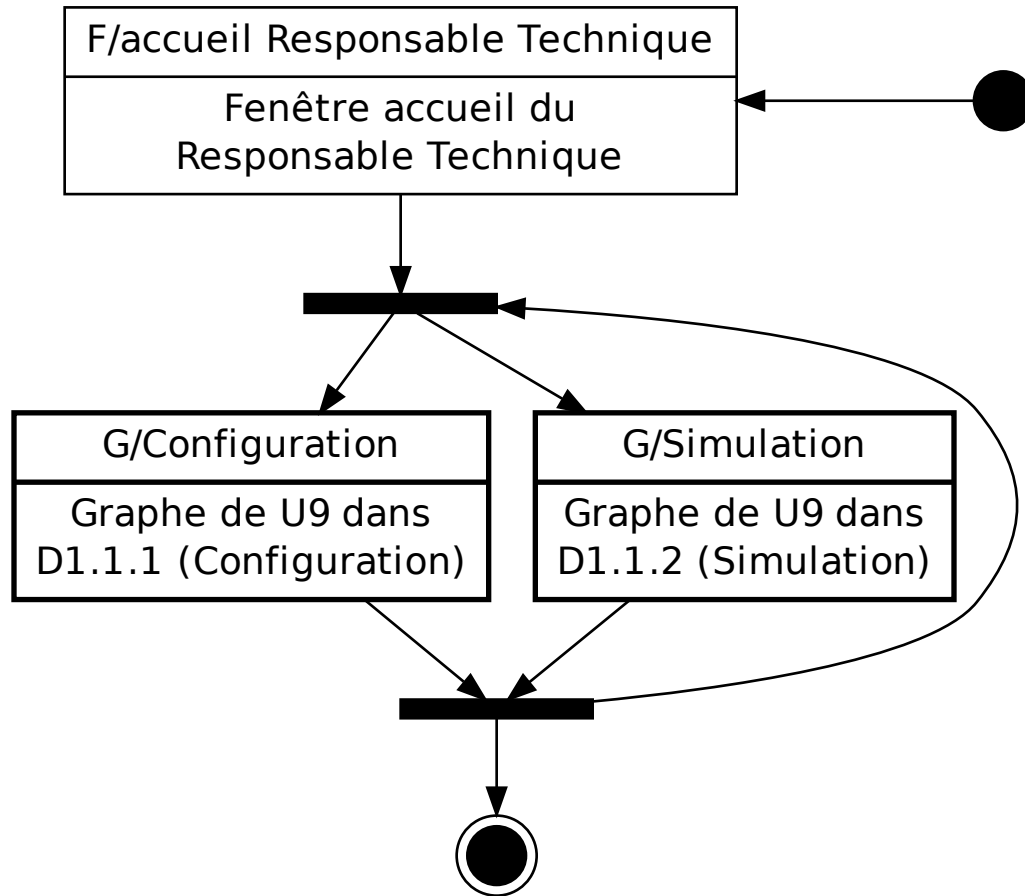 F/accueil Responsable Technique
Fenêtre accueil du
Responsable Technique
G/Configuration
Graphe de U9 dans
D1.1.1 (Configuration)
G/Simulation
Graphe de U9 dans
D1.1.2 (Simulation)